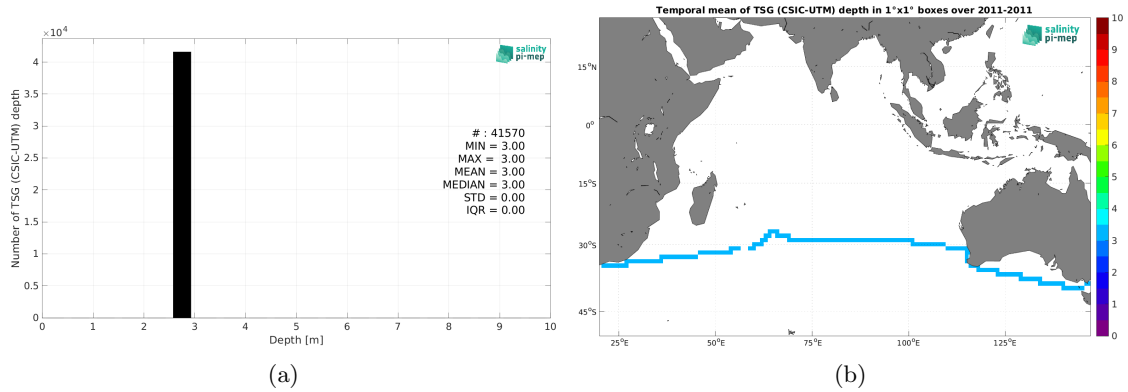 ×10⁴
4
3.5
3
2.5
2
1.5
1
0.5
0
Number of TSG (CSIC-UTM) depth
0 1 2 3 4 5 6 7 8 9 10
Depth [m]
salinity
pi-mep
# : 41570
MIN = 3.00
MAX = 3.00
MEAN = 3.00
MEDIAN = 3.00
STD = 0.00
IQR = 0.00
(a)
Temporal mean of TSG (CSIC-UTM) depth in 1°x1° boxes over 2011-2011
salinity
pi-mep
15°N
0°
15°S
30°S
45°S
25°E 50°E 75°E 100°E 125°E
10
9
8
7
6
5
4
3
2
1
0
(b)